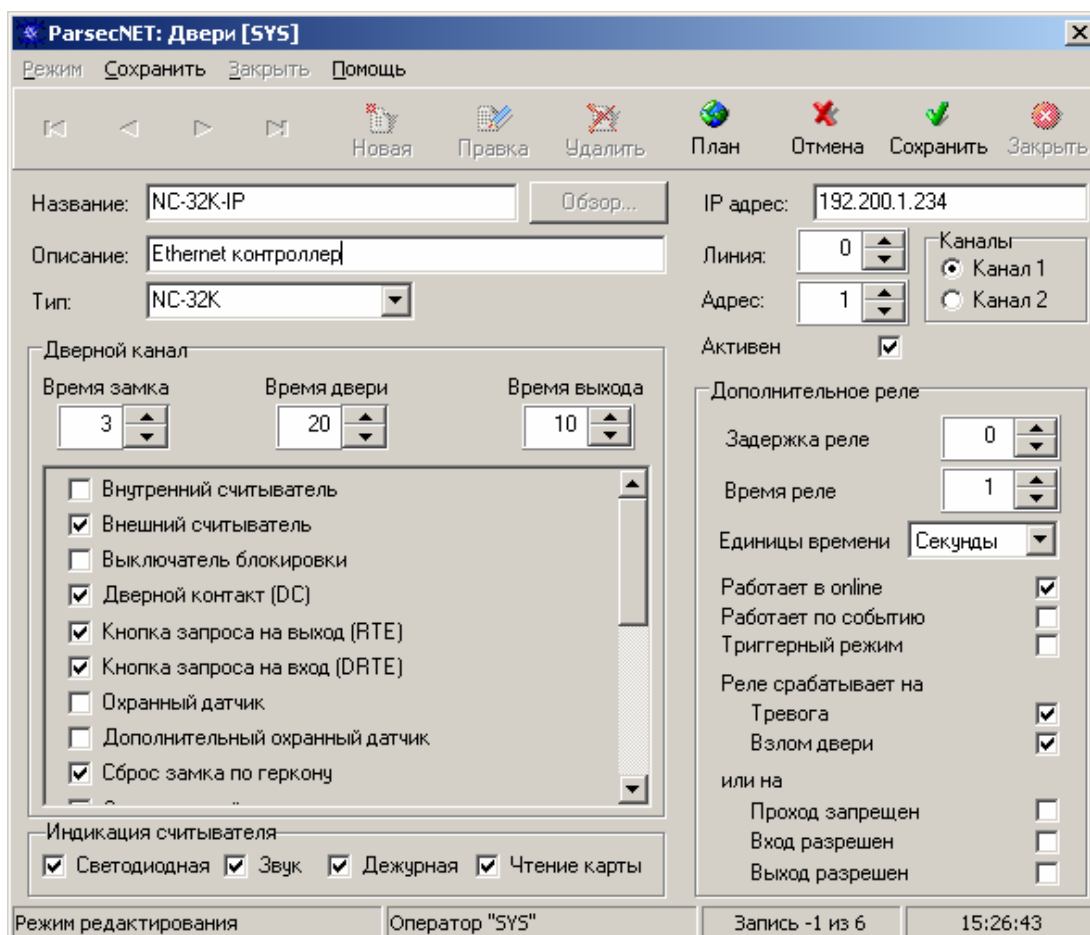 ParsecNET: Двери [SYS]
Режим Сохранить Закрыть Помощь
Новая Правка Удалить План Отмена Сохранить Закрыть
Название: NC-32K-IP Обзор... IP адрес: 192.200.1.234
Описание: Ethernet контроллер Линия: 0 Каналы
Канал 1
Тип: NC-32K Адрес: 1 Канал 2
Активен
Дверной канал
Время замка Время двери Время выхода
3 20 10
Внутренний считыватель
Внешний считыватель
Выключатель блокировки
Дверной контакт (DC)
Кнопка запроса на выход (RTE)
Кнопка запроса на вход (DRTE)
Охранный датчик
Дополнительный охранный датчик
Сброс замка по геркону
Индикация считывателя
Светодиодная Звук Дежурная Чтение карты
Дополнительное реле
Задержка реле 0
Время реле 1
Единицы времени Секунды
Работает в online
Работает по событию
Триггерный режим
Реле срабатывает на
Тревога
Взлом двери
или на
Проход запрещен
Вход разрешен
Выход разрешен
Режим редактирования Оператор "SYS" Запись -1 из 6 15:26:43